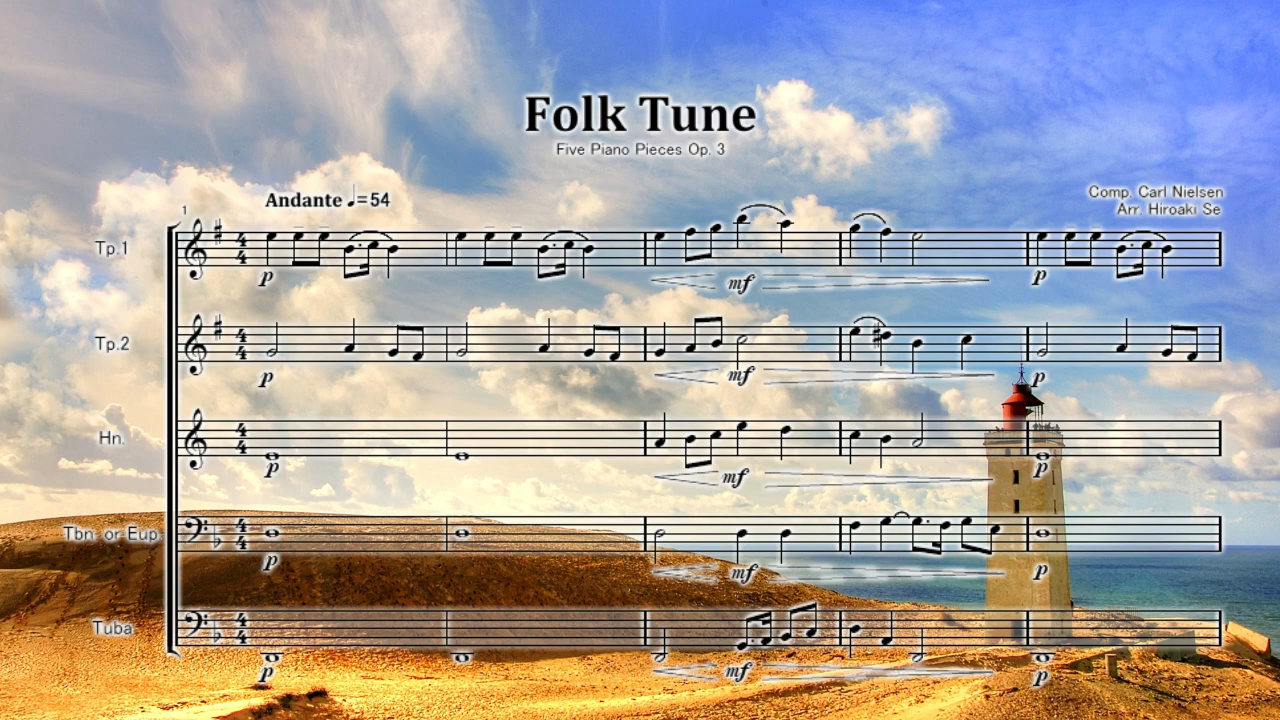 Folk Tune
Five Piano Pieces Op. 3
Comp. Carl Nielsen
Arr. Hiroaki Se
Andante ♩=54
1
Tp.1
p
mf
p
Tp.2
p
mf
p
Hn.
p
mf
p
Tbn. or Eup.
p
mf
p
Tuba
p
mf
p